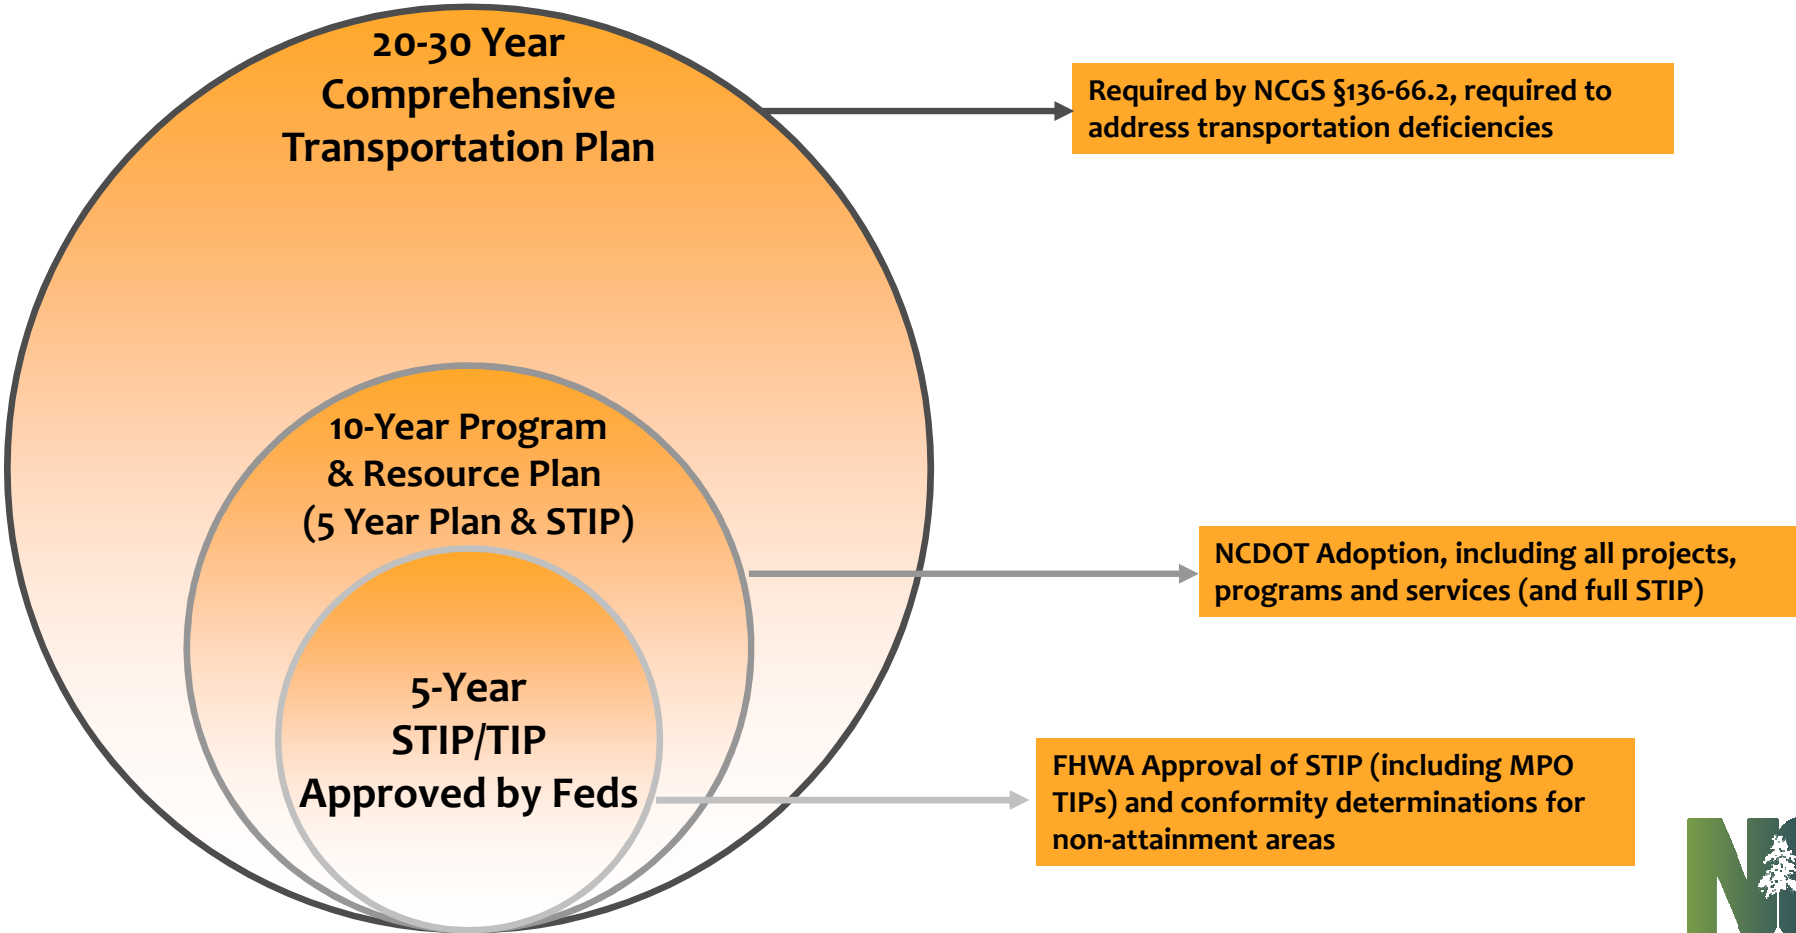 20-30 Year
Comprehensive
Transportation Plan
Required by NCGS §136-66.2, required to
address transportation deficiencies
10-Year Program
& Resource Plan
(5 Year Plan & STIP)
NCDOT Adoption, including all projects,
programs and services (and full STIP)
5-Year
STIP/TIP
Approved by Feds
FHWA Approval of STIP (including MPO
TIPs) and conformity determinations for
non-attainment areas